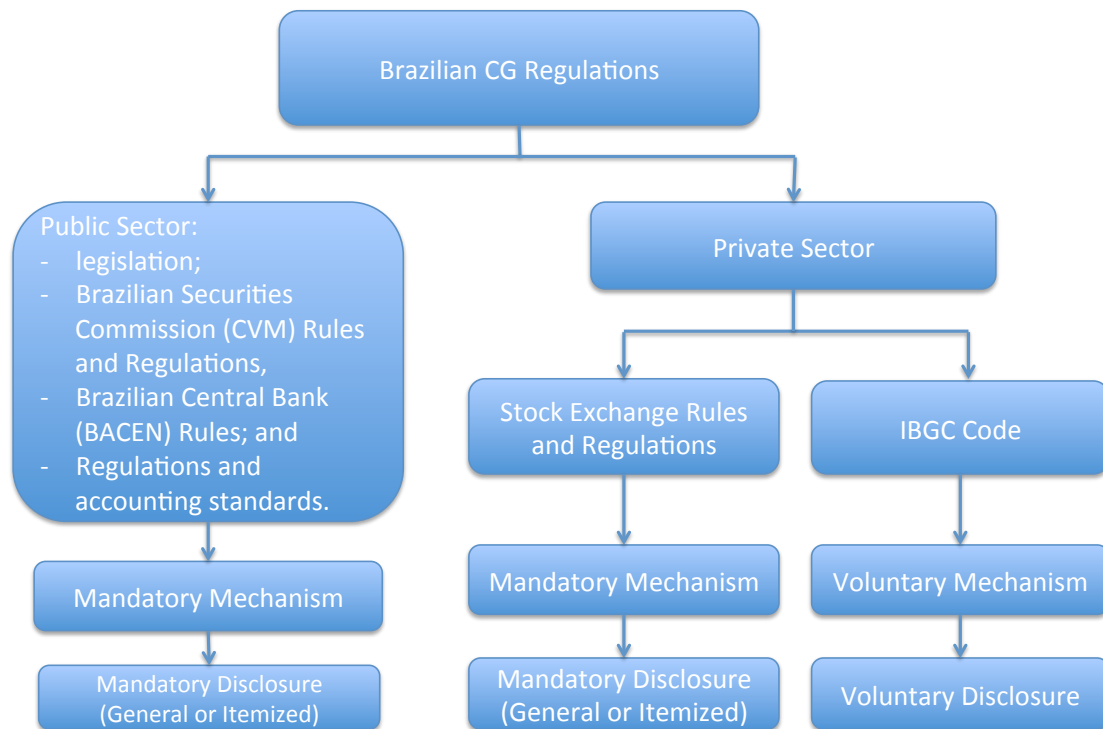 Brazilian CG Regulations
Public Sector:
- legislation;
- Brazilian Securities
Commission (CVM) Rules
and Regulations,
- Brazilian Central Bank
(BACEN) Rules; and
- Regulations and
accounting standards.
Mandatory Mechanism
Mandatory Disclosure
(General or Itemized)
Private Sector
Stock Exchange Rules
and Regulations
Mandatory Mechanism
Mandatory Disclosure
(General or Itemized)
IBGC Code
Voluntary Mechanism
Voluntary Disclosure